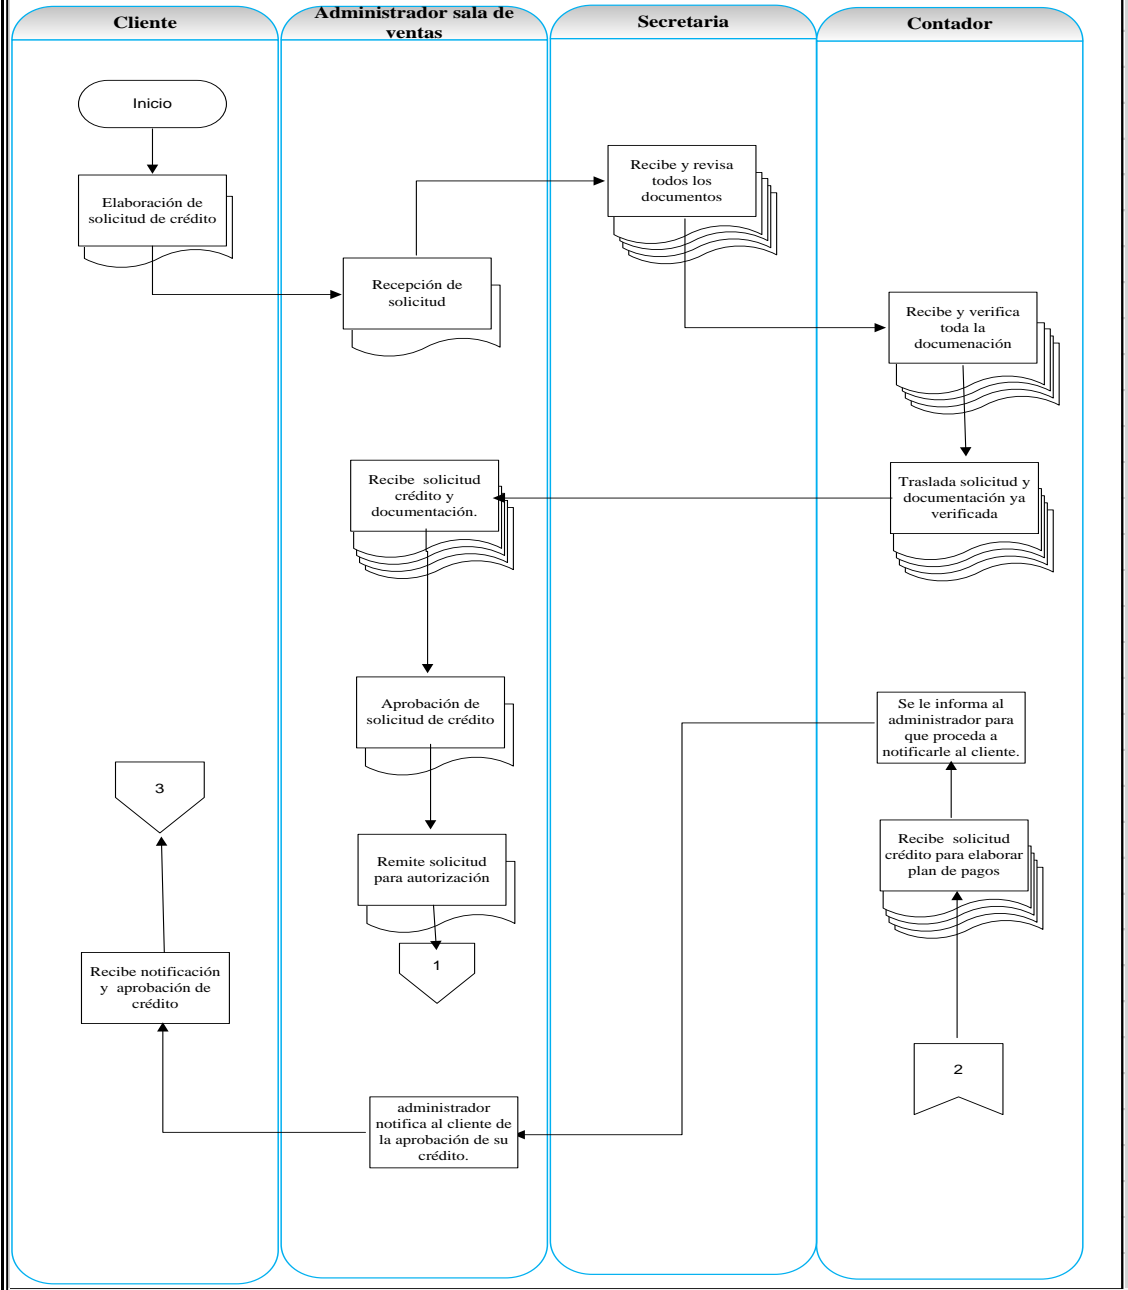 Cliente
Administrador sala de
ventas
Secretaria
Contador
Inicio
Elaboración de
solicitud de crédito
Recepción de
solicitud
Recibe y revisa
todos los
documentos
Recibe y verifica
toda la
documenación
Traslada solicitud y
documentación ya
verificada
Recibe solicitud
crédito y
documentación.
Aprobación de
solicitud de crédito
Remite solicitud
para autorización
1
2
Recibe solicitud
crédito para elaborar
plan de pagos
Se le informa al
administrador para
que proceda a
notificarle al cliente.
administrador
notifica al cliente de
la aprobación de su
crédito.
Recibe notificación
y aprobación de
crédito
3